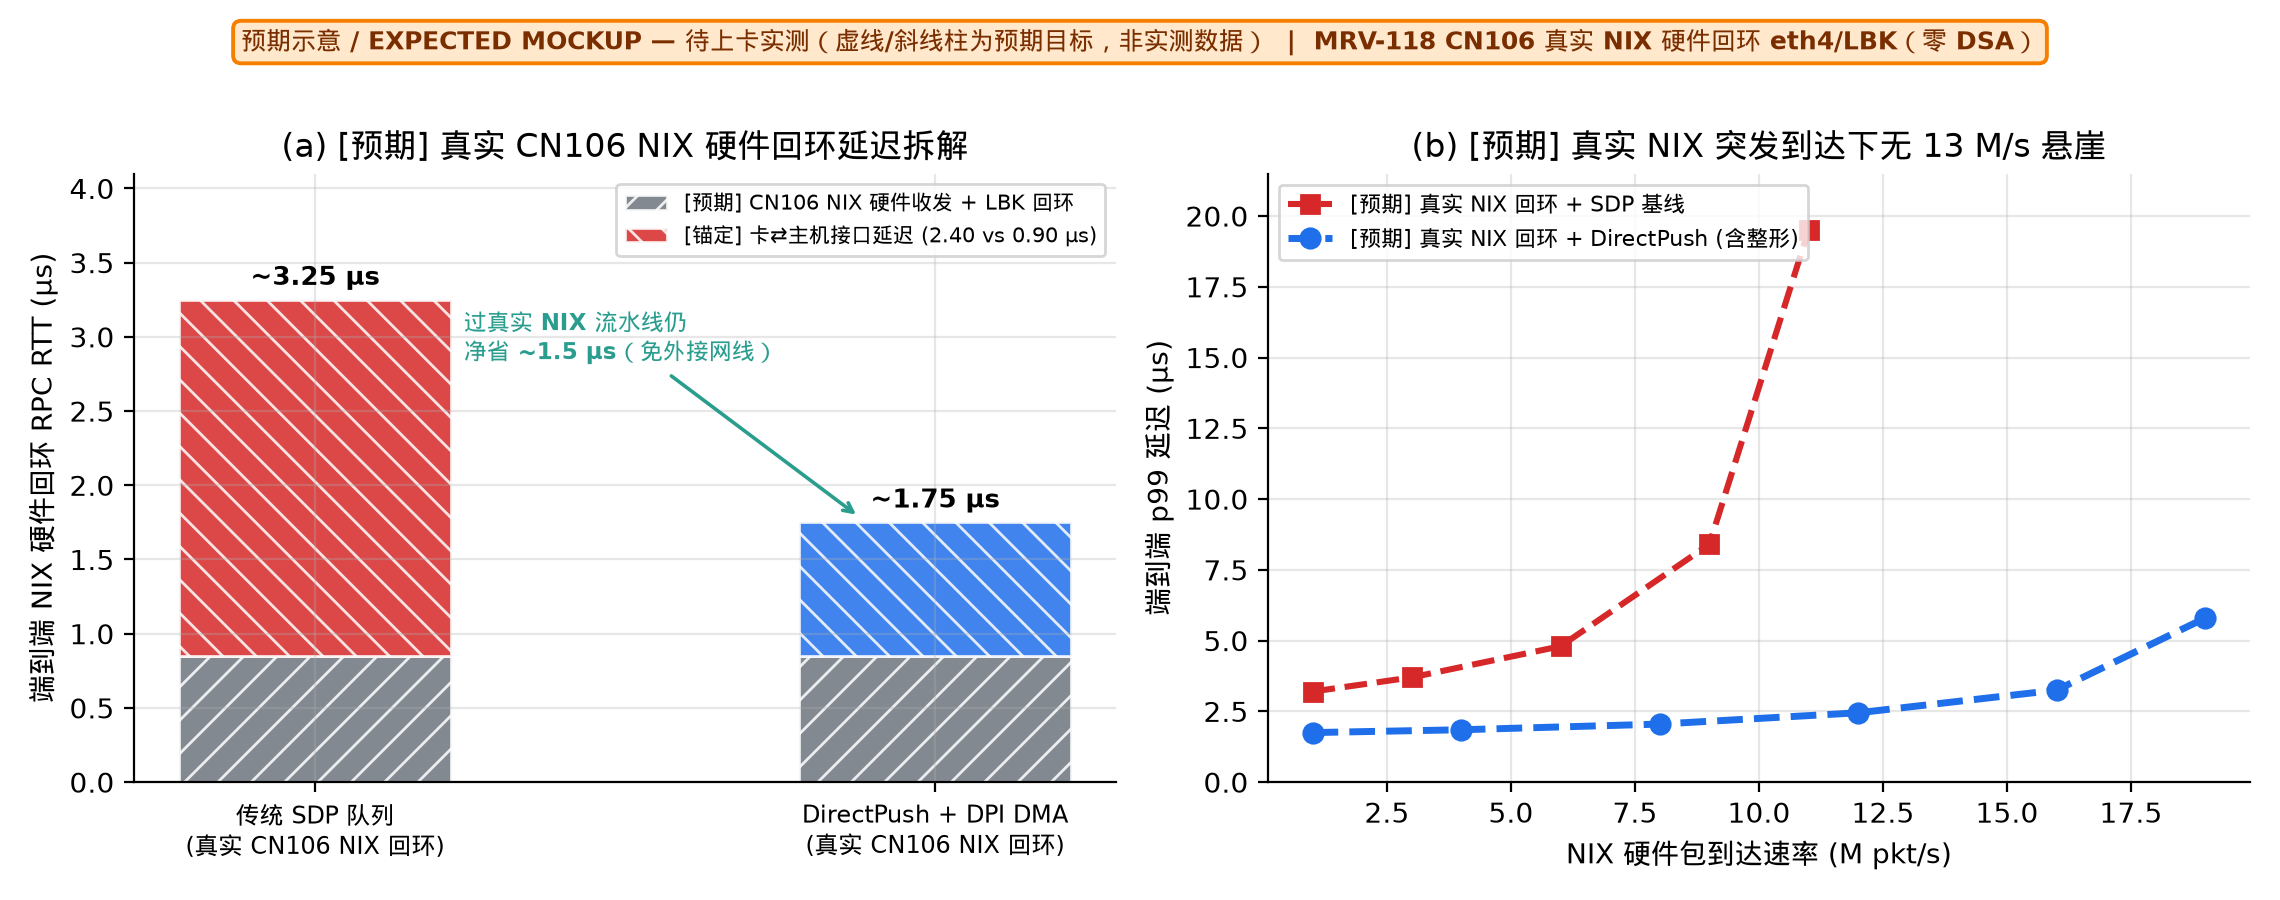 预期示意 / EXPECTED MOCKUP — 待上卡实测（虚线/斜线柱为预期目标，非实测数据） | MRV-118 CN106 真实 NIX 硬件回环 eth4/LBK（零 DSA）
(a) [预期] 真实 CN106 NIX 硬件回环延迟拆解
端到端 NIX 硬件回环 RPC RTT (µs)
4.0
3.5
3.0
2.5
2.0
1.5
1.0
0.5
0.0
[预期] CN106 NIX 硬件收发 + LBK 回环
[锚定] 卡⇄主机接口延迟 (2.40 vs 0.90 µs)
~3.25 µs
过真实 NIX 流水线仍
净省 ~1.5 µs（免外接网线）
~1.75 µs
传统 SDP 队列
(真实 CN106 NIX 回环)
DirectPush + DPI DMA
(真实 CN106 NIX 回环)
(b) [预期] 真实 NIX 突发到达下无 13 M/s 悬崖
端到端 p99 延迟 (µs)
20.0
17.5
15.0
12.5
10.0
7.5
5.0
2.5
0.0
[预期] 真实 NIX 回环 + SDP 基线
[预期] 真实 NIX 回环 + DirectPush (含整形)
2.5 5.0 7.5 10.0 12.5 15.0 17.5
NIX 硬件包到达速率 (M pkt/s)